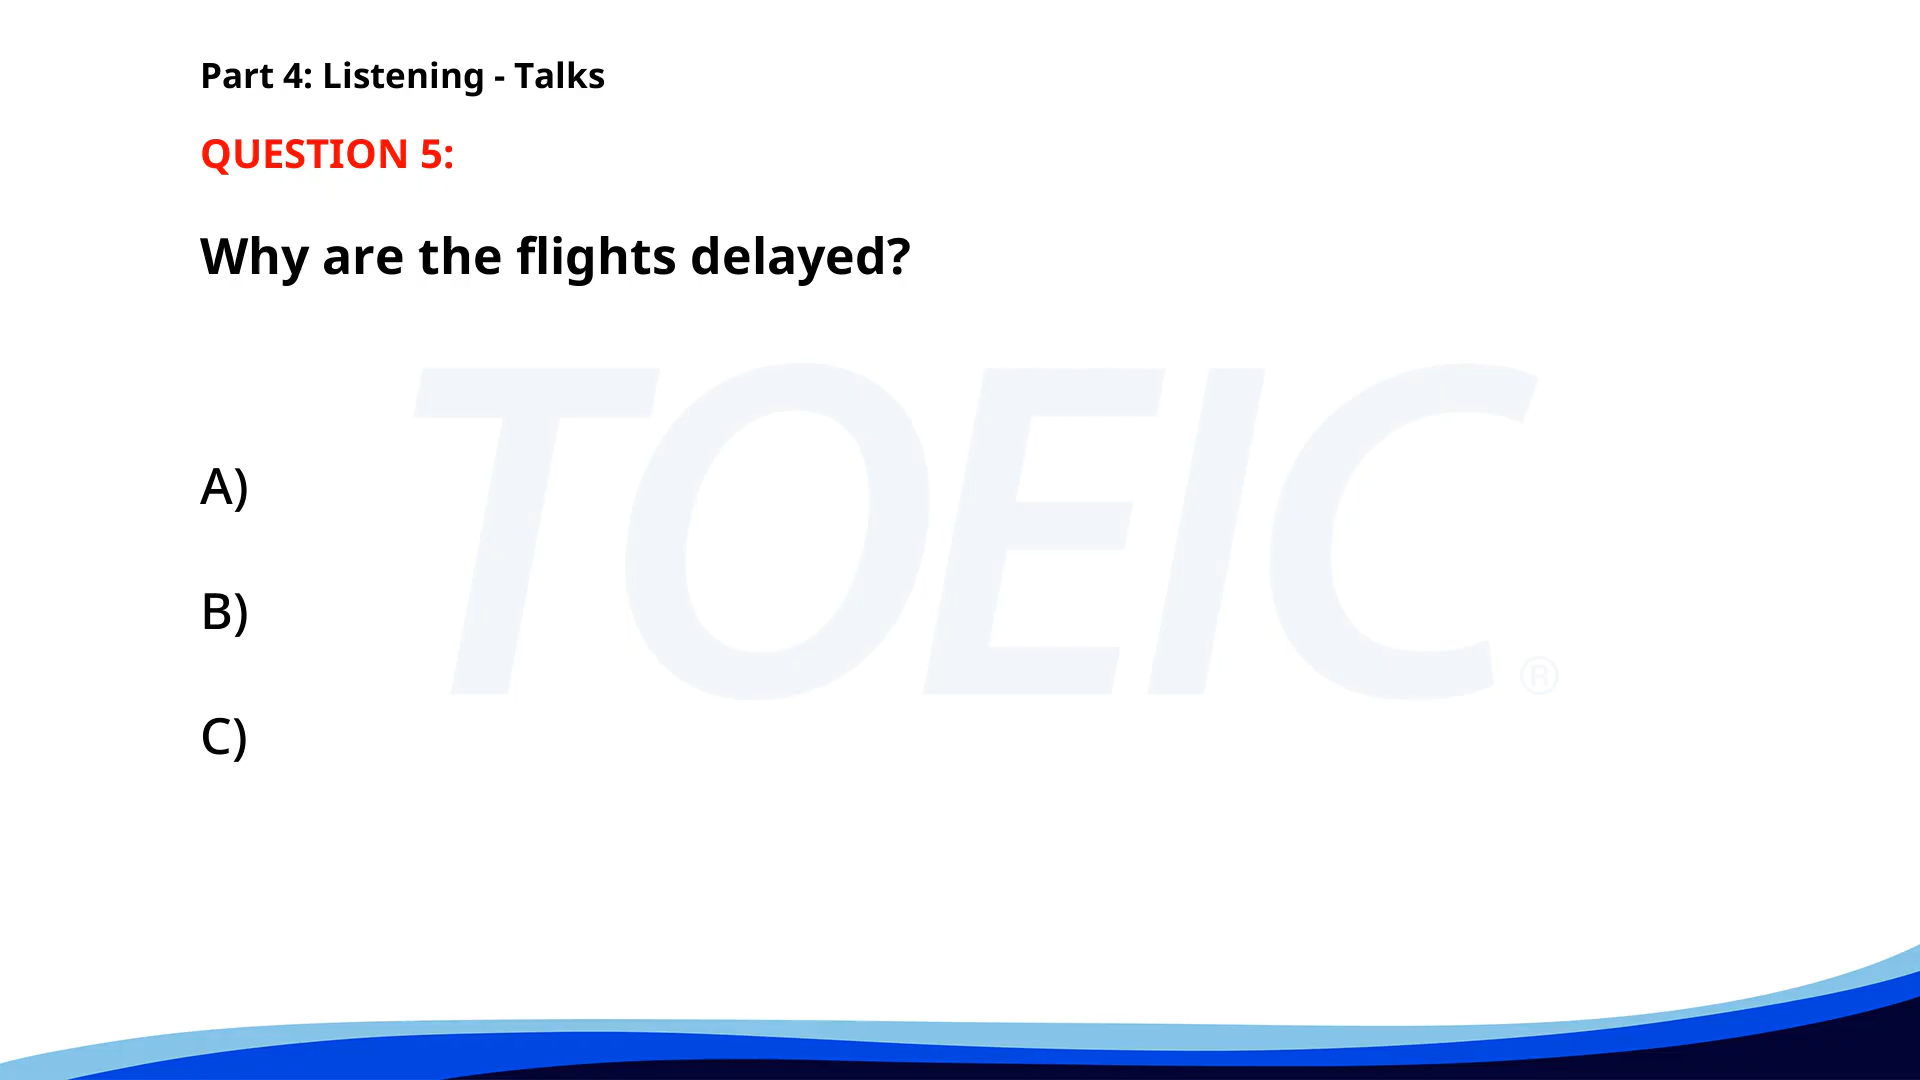 Part 4: Listening - Talks
QUESTION 5:
Why are the flights delayed?
TOEIC®
A)
B)
C)